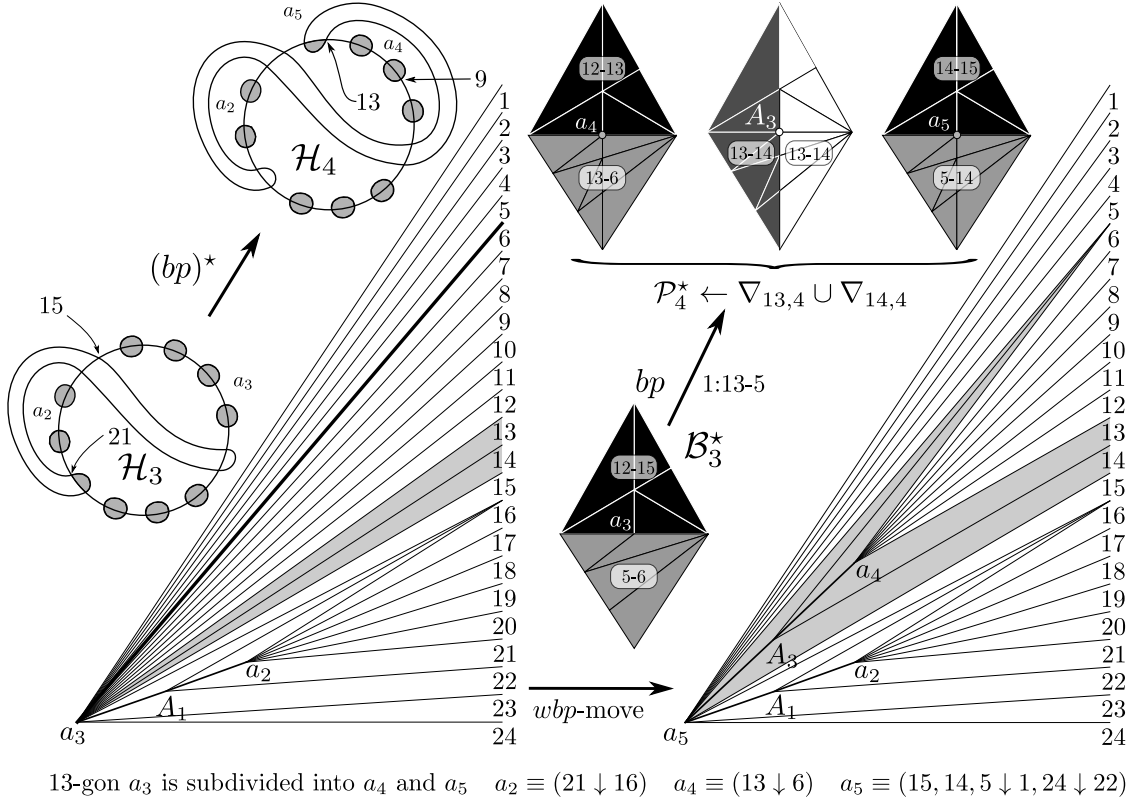 a₅
a₄
9
13
a₂
ℋ₄
(bp)⋆
15
a₃
a₂
21
ℋ₃
1
2
3
4
5
6
7
8
9
10
11
12
13
14
15
16
17
18
19
20
21
22
23
24
a₂
A₁
a₃
12-13
a₄
13-6
A₃
13-14
13-14
14-15
a₅
5-14
𝒫₄⋆ ← ∇₁₃,₄ ∪ ∇₁₄,₄
bp
1:13-5
ℬ₃⋆
12-15
a₃
5-6
wbp-move
1
2
3
4
5
6
7
8
9
10
11
12
13
14
15
16
17
18
19
20
21
22
23
24
a₄
A₃
a₂
A₁
a₅
13-gon a₃ is subdivided into a₄ and a₅ a₂ ≡ (21 ↓ 16) a₄ ≡ (13 ↓ 6) a₅ ≡ (15, 14, 5 ↓ 1, 24 ↓ 22)